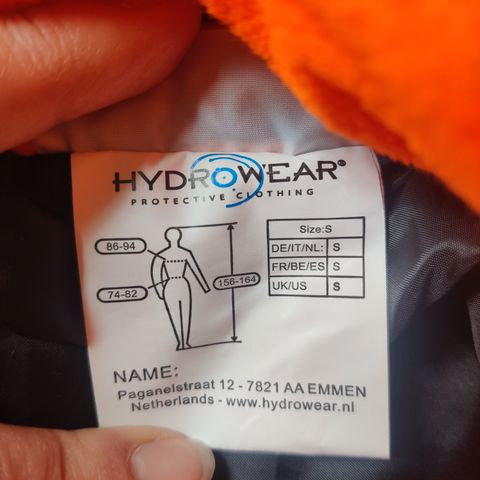 HYDROWEAR®
PROTECTIVE CLOTHING
86-94
74-82
156-164
Size:S
DE/IT/NL: S
FR/BE/ES S
UK/US S
NAME:
Paganelstraat 12 - 7821 AA EMMEN
Netherlands - www.hydrowear.nl